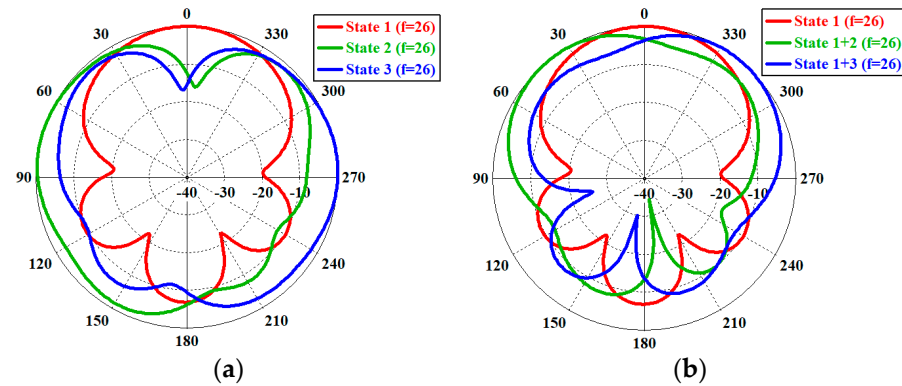 0
30
330
60
300
90
270
120
240
150
210
180
-40 -30 -20 -10
State 1 (f=26)
State 2 (f=26)
State 3 (f=26)
(a)
0
30
330
60
300
90
270
120
240
150
210
180
-40 -30 -20 -10
State 1 (f=26)
State 1+2 (f=26)
State 1+3 (f=26)
(b)